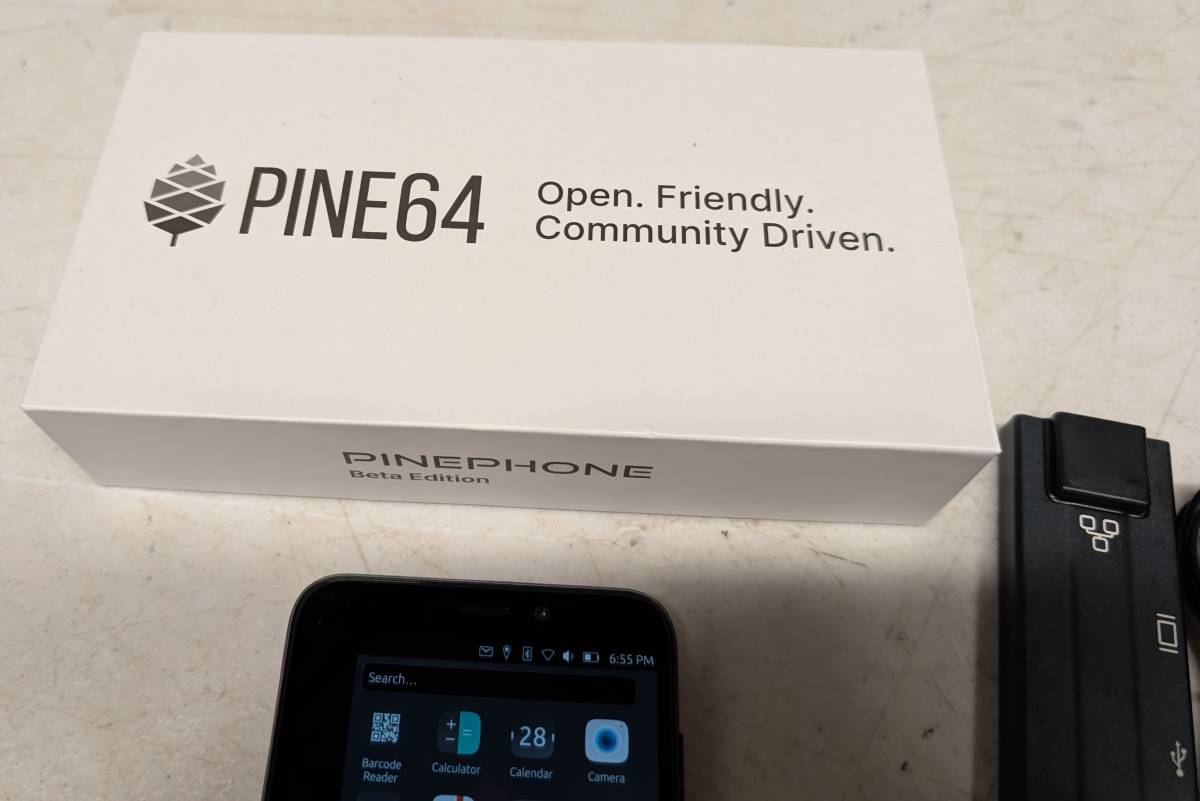 PINE64
Open. Friendly.
Community Driven.
PINEPHONE
Beta Edition
6:55 PM
Search...
28
Barcode
Reader
Calculator
Calendar
Camera